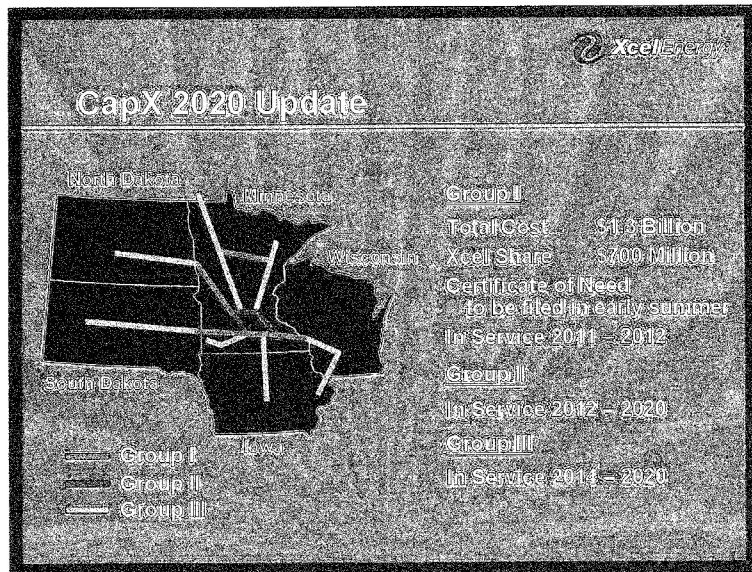 XcelEnergy
CapX 2020 Update
North Dakota
Minnesota
Wisconsin
South Dakota
Iowa
Group I
Group II
Group III
Group I
Total Cost $1.3 Billion
Xcel Share $700 Million
Certificate of Need
to be filed in early summer
In Service 2011 – 2012
Group II
In Service 2012 – 2020
Group III
In Service 2014 – 2020